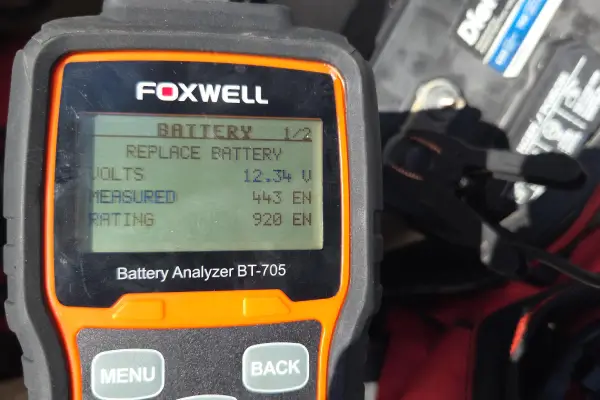 FOXWELL
BATTERY 1/2
REPLACE BATTERY
VOLTS 12.34 V
MEASURED 443 EN
RATING 920 EN
Battery Analyzer BT-705
MENU
BACK